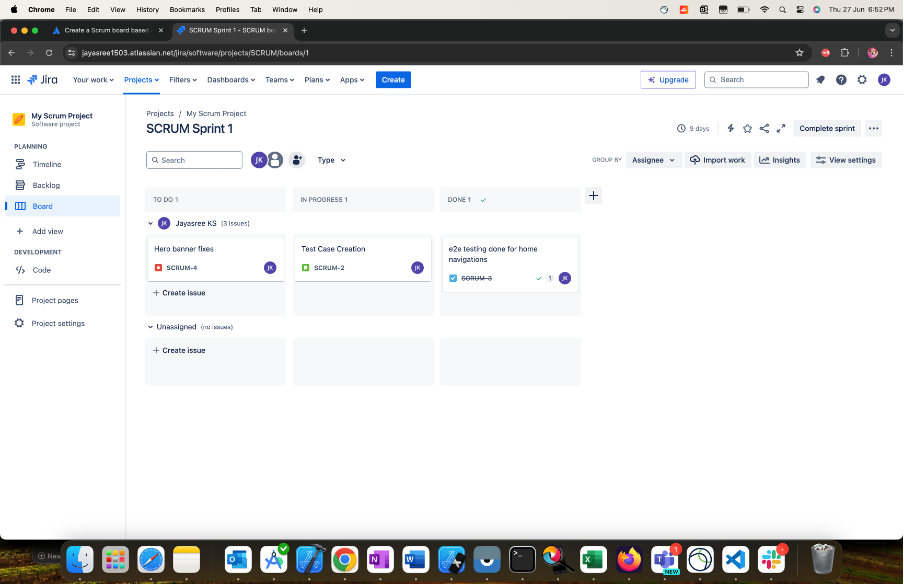 Chrome File Edit View History Bookmarks Profiles Tab Window Help Thu 27 Jun 6:52 PM
Create a Scrum board based
SCRUM Sprint 1 - SCRUM bo
jayasree1503.atlassian.net/jira/software/projects/SCRUM/boards/1
Jira Your work Projects Filters Dashboards Teams Plans Apps Create Upgrade Search JK
My Scrum Project
Software project
PLANNING
Timeline
Backlog
Board
Add view
DEVELOPMENT
Code
Project pages
Project settings
Projects / My Scrum Project
SCRUM Sprint 1
9 days Complete sprint
Search JK Type GROUP BY Assignee Import work Insights View settings
TO DO 1 IN PROGRESS 1 DONE 1
JK Jayasree KS (3 issues)
Hero banner fixes
SCRUM-4 JK
Create issue
Test Case Creation
SCRUM-2 JK
e2e testing done for home
navigations
SCRUM-3 1 JK
Unassigned (no issues)
Create issue
New
NEW
1